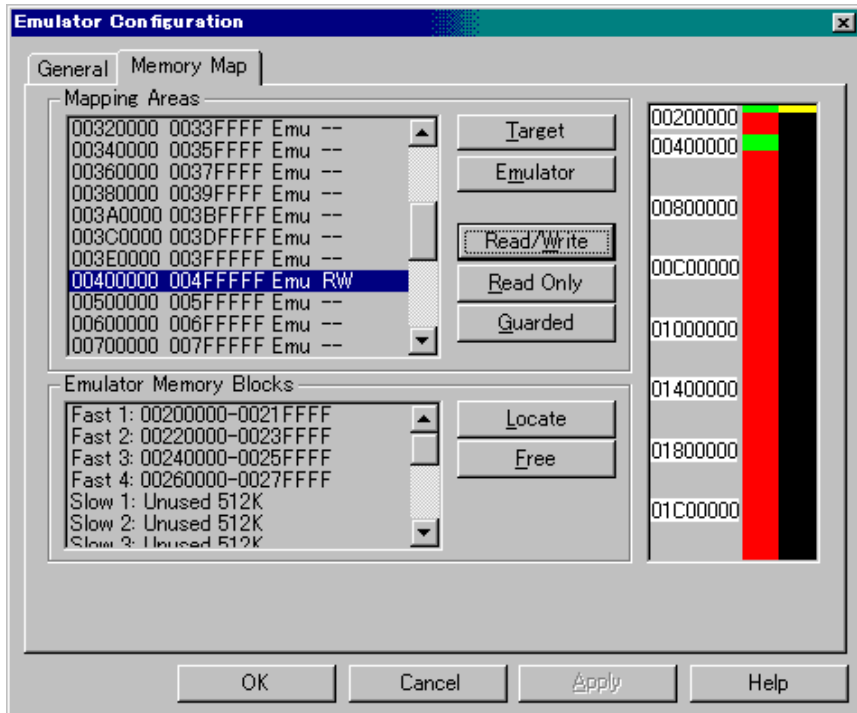 Emulator Configuration
General
Memory Map
Mapping Areas
00320000 0033FFFF Emu --
00340000 0035FFFF Emu --
00360000 0037FFFF Emu --
00380000 0039FFFF Emu --
003A0000 003BFFFF Emu --
003C0000 003DFFFF Emu --
003E0000 003FFFFF Emu --
00400000 004FFFFF Emu RW
00500000 005FFFFF Emu --
00600000 006FFFFF Emu --
00700000 007FFFFF Emu --
Target
Emulator
Read/Write
Read Only
Guarded
Emulator Memory Blocks
Fast 1: 00200000-0021FFFF
Fast 2: 00220000-0023FFFF
Fast 3: 00240000-0025FFFF
Fast 4: 00260000-0027FFFF
Slow 1: Unused 512K
Slow 2: Unused 512K
Slow 3: Unused 512K
Locate
Free
00200000
00400000
00800000
00C00000
01000000
01400000
01800000
01C00000
OK
Cancel
Apply
Help